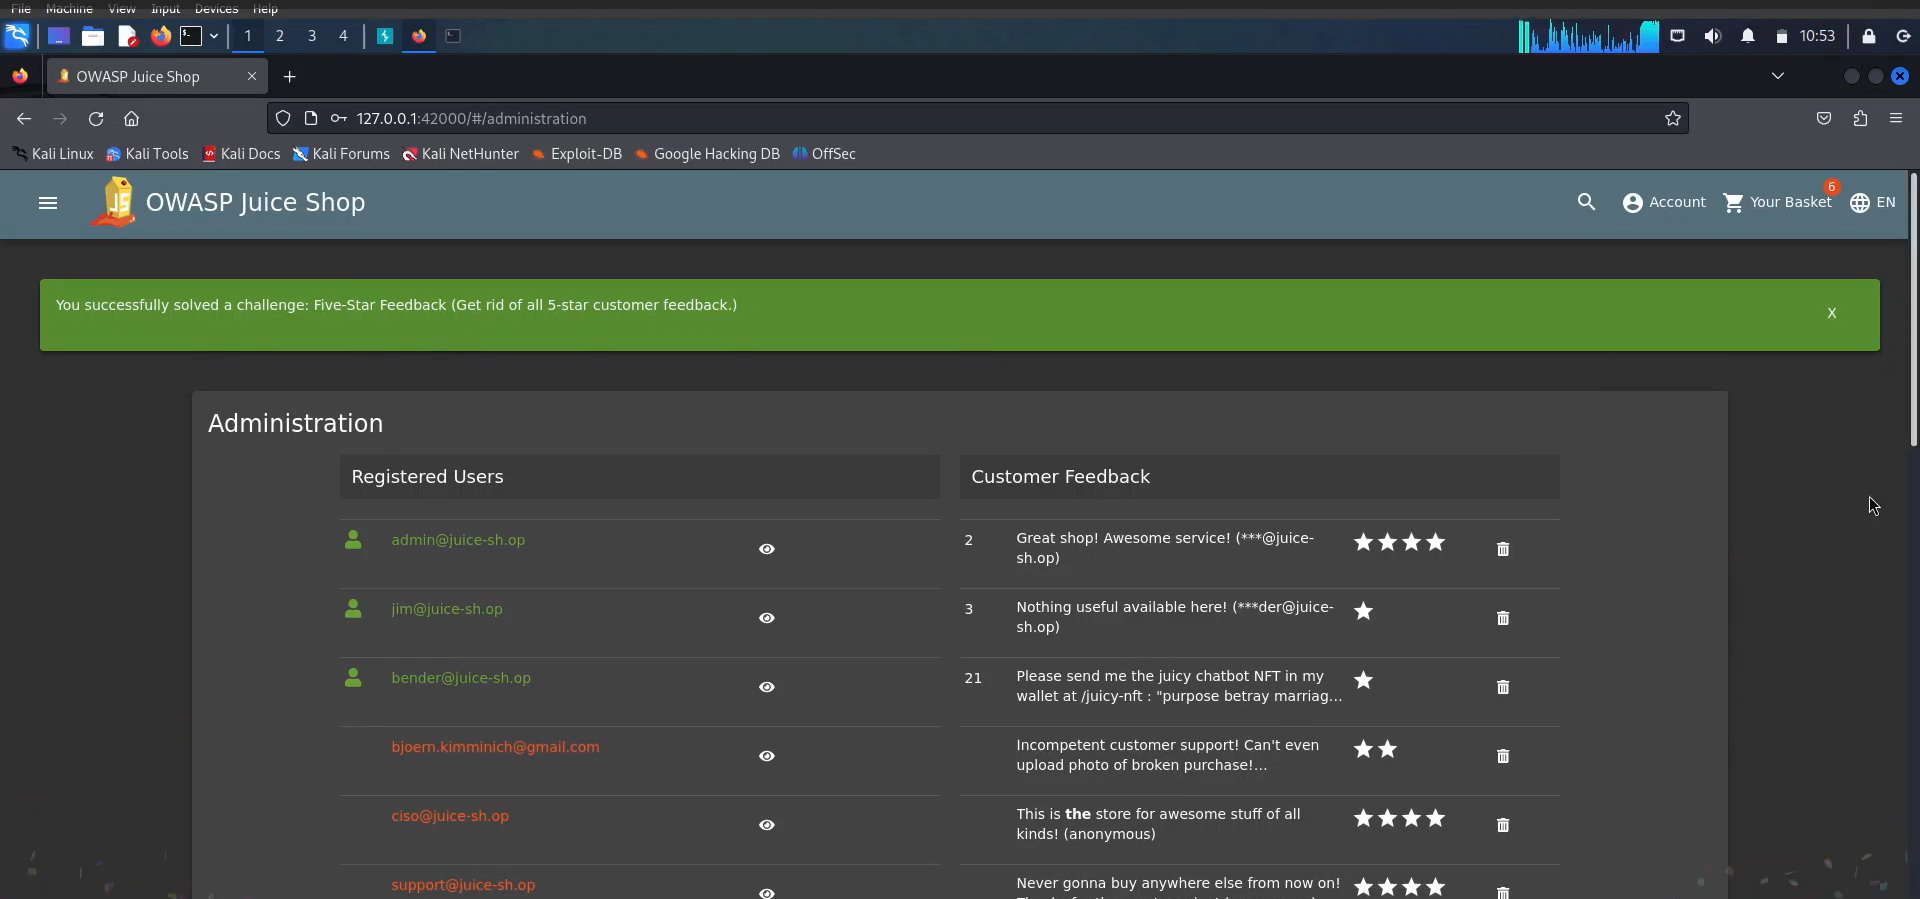 File Machine View Input Devices Help
1 2 3 4 10:53
OWASP Juice Shop
127.0.0.1:42000/#/administration
Kali Linux Kali Tools Kali Docs Kali Forums Kali NetHunter Exploit-DB Google Hacking DB OffSec
OWASP Juice Shop Account Your Basket 6 EN
You successfully solved a challenge: Five-Star Feedback (Get rid of all 5-star customer feedback.) X
Administration
Registered Users
admin@juice-sh.op
jim@juice-sh.op
bender@juice-sh.op
bjoern.kimminich@gmail.com
ciso@juice-sh.op
support@juice-sh.op
Customer Feedback
2 Great shop! Awesome service! (***@juice-
sh.op)
3 Nothing useful available here! (***der@juice-
sh.op)
21 Please send me the juicy chatbot NFT in my
wallet at /juicy-nft : "purpose betray marriag...
Incompetent customer support! Can't even
upload photo of broken purchase!...
This is the store for awesome stuff of all
kinds! (anonymous)
Never gonna buy anywhere else from now on!